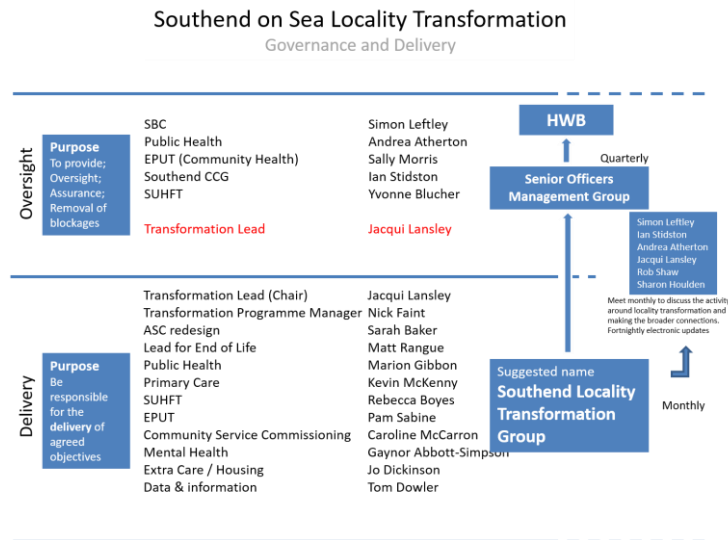 Southend on Sea Locality Transformation
Governance and Delivery
Oversight
Purpose
To provide;
Oversight;
Assurance;
Removal of
blockages
SBC Simon Leftley
Public Health Andrea Atherton
EPUT (Community Health) Sally Morris
Southend CCG Ian Stidston
SUHFT Yvonne Blucher
Transformation Lead Jacqui Lansley
HWB
Quarterly
Senior Officers
Management Group
Simon Leftley
Ian Stidston
Andrea Atherton
Jacqui Lansley
Rob Shaw
Sharon Houlden
Meet monthly to discuss the activity
around locality transformation and
making the broader connections.
Fortnightly electronic updates
Delivery
Purpose
Be
responsible
for the
delivery of
agreed
objectives
Transformation Lead (Chair) Jacqui Lansley
Transformation Programme Manager Nick Faint
ASC redesign Sarah Baker
Lead for End of Life Matt Rangue
Public Health Marion Gibbon
Primary Care Kevin McKenny
SUHFT Rebecca Boyes
EPUT Pam Sabine
Community Service Commissioning Caroline McCarron
Mental Health Gaynor Abbott-Simpson
Extra Care / Housing Jo Dickinson
Data & information Tom Dowler
Suggested name
Southend Locality
Transformation
Group
Monthly